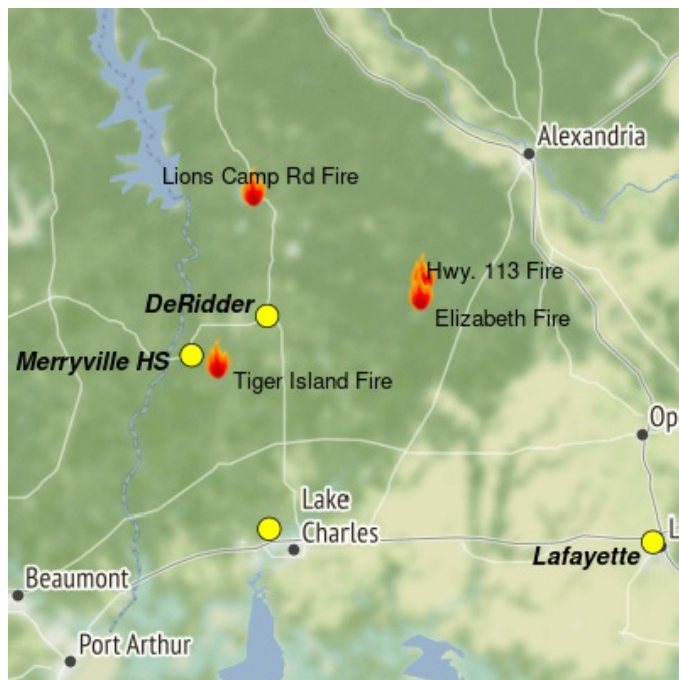 Alexandria
Lions Camp Rd Fire
Hwy. 113 Fire
DeRidder
Elizabeth Fire
Merryville HS
Tiger Island Fire
Op
Lake
Charles
L
Lafayette
Beaumont
Port Arthur